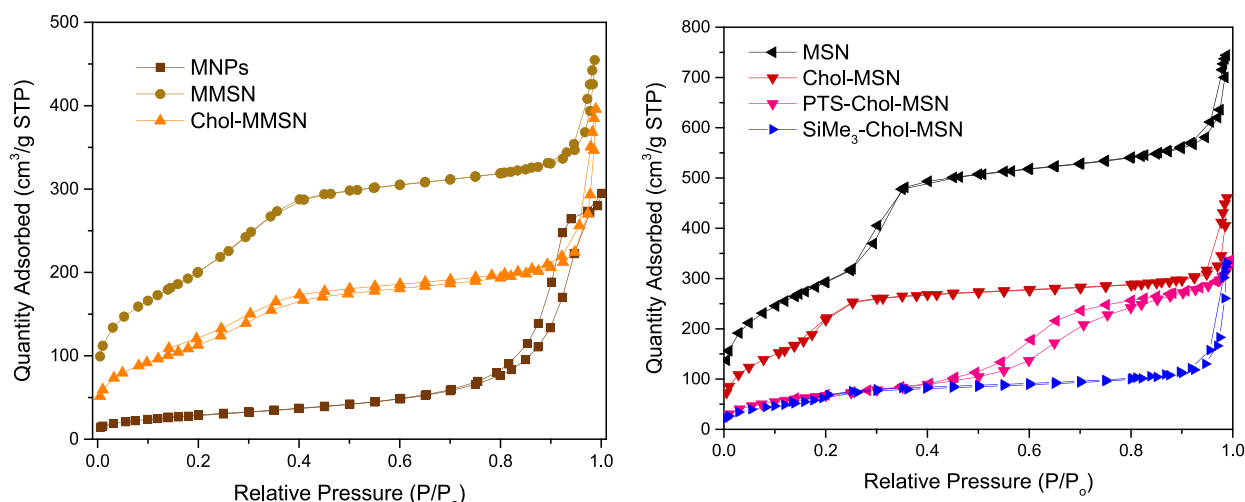 500
400
300
200
100
0
Quantity Adsorbed (cm³/g STP)
MNPs
MMSN
Chol-MMSN
0.0 0.2 0.4 0.6 0.8 1.0
Relative Pressure (P/Pₒ)
800
700
600
500
400
300
200
100
0
Quantity Adsorbed (cm³/g STP)
MSN
Chol-MSN
PTS-Chol-MSN
SiMe₃-Chol-MSN
0.0 0.2 0.4 0.6 0.8 1.0
Relative Pressure (P/Pₒ)